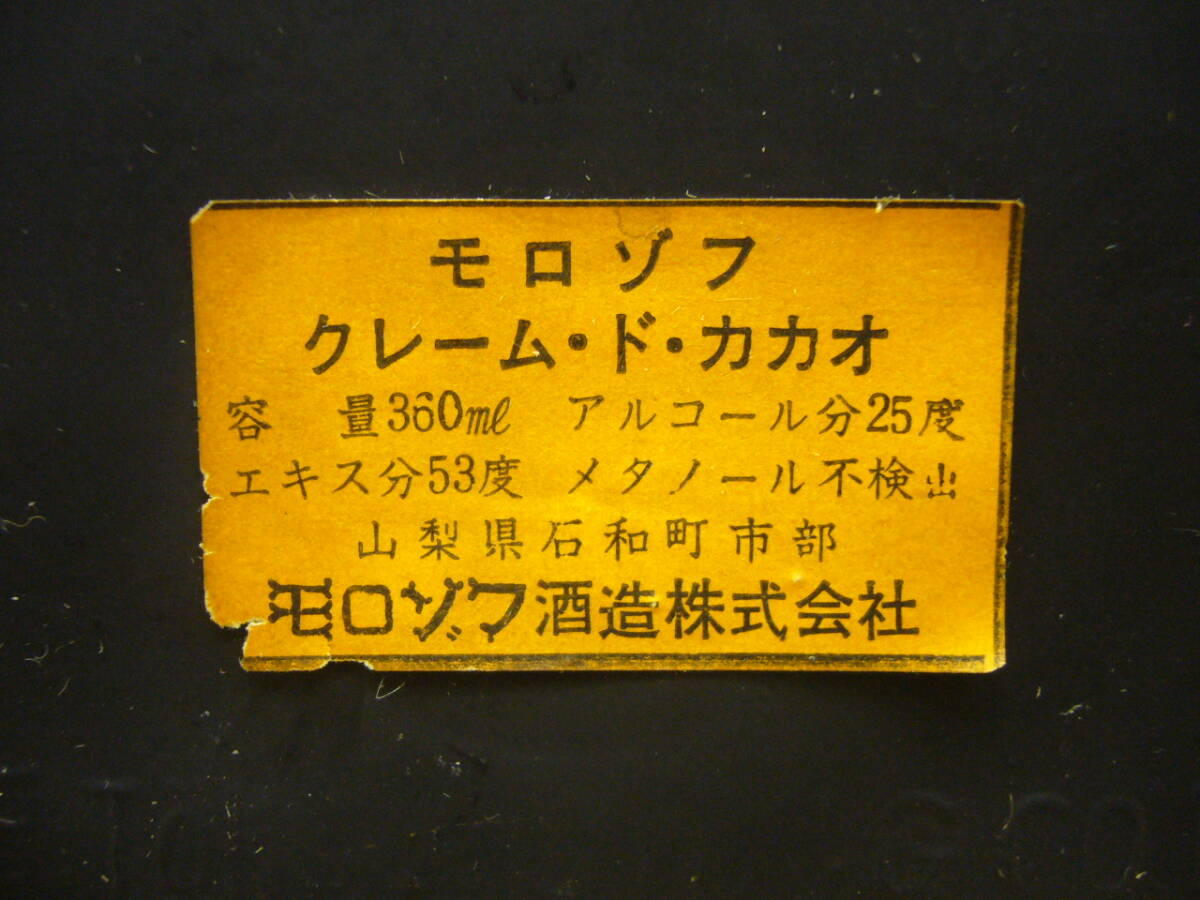 モロゾフ
クレーム・ド・カカオ
容 量360ml アルコール分25度
エキス分53度 メタノール不検出
山梨県石和町市部
モロゾフ酒造株式会社